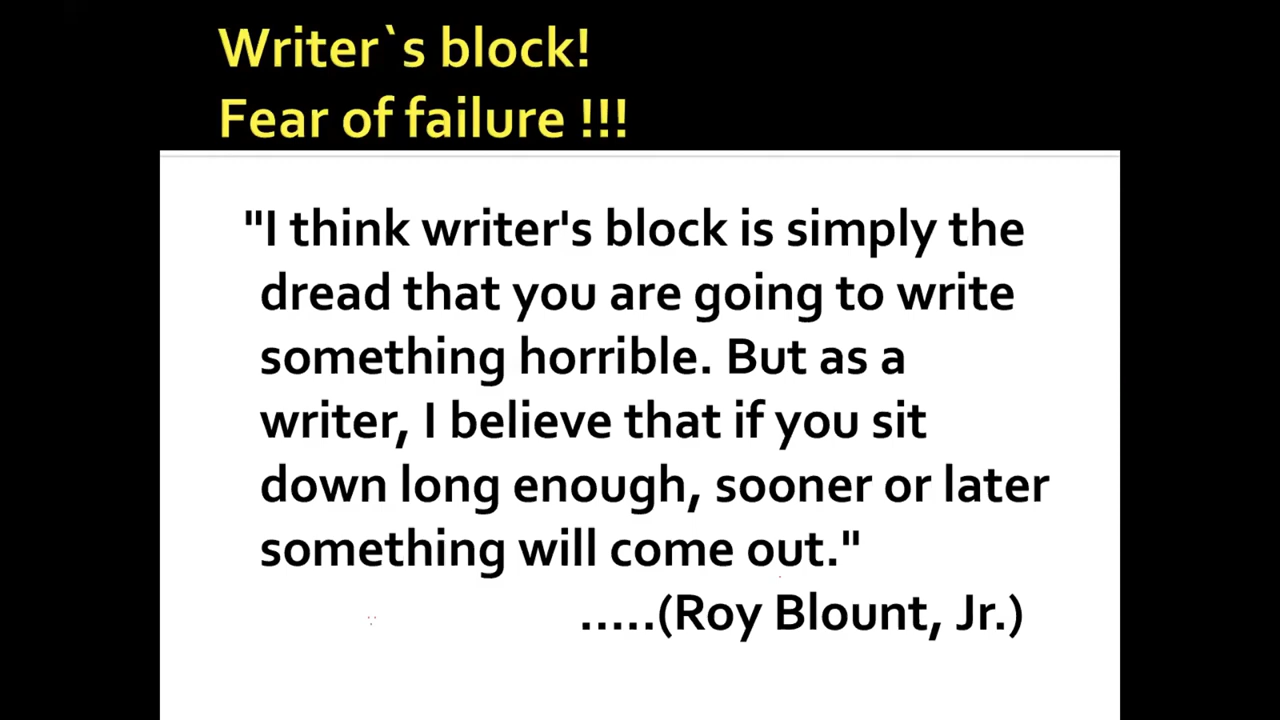 Writer`s block!
Fear of failure !!!
"I think writer's block is simply the
dread that you are going to write
something horrible. But as a
writer, I believe that if you sit
down long enough, sooner or later
something will come out."
.....(Roy Blount, Jr.)